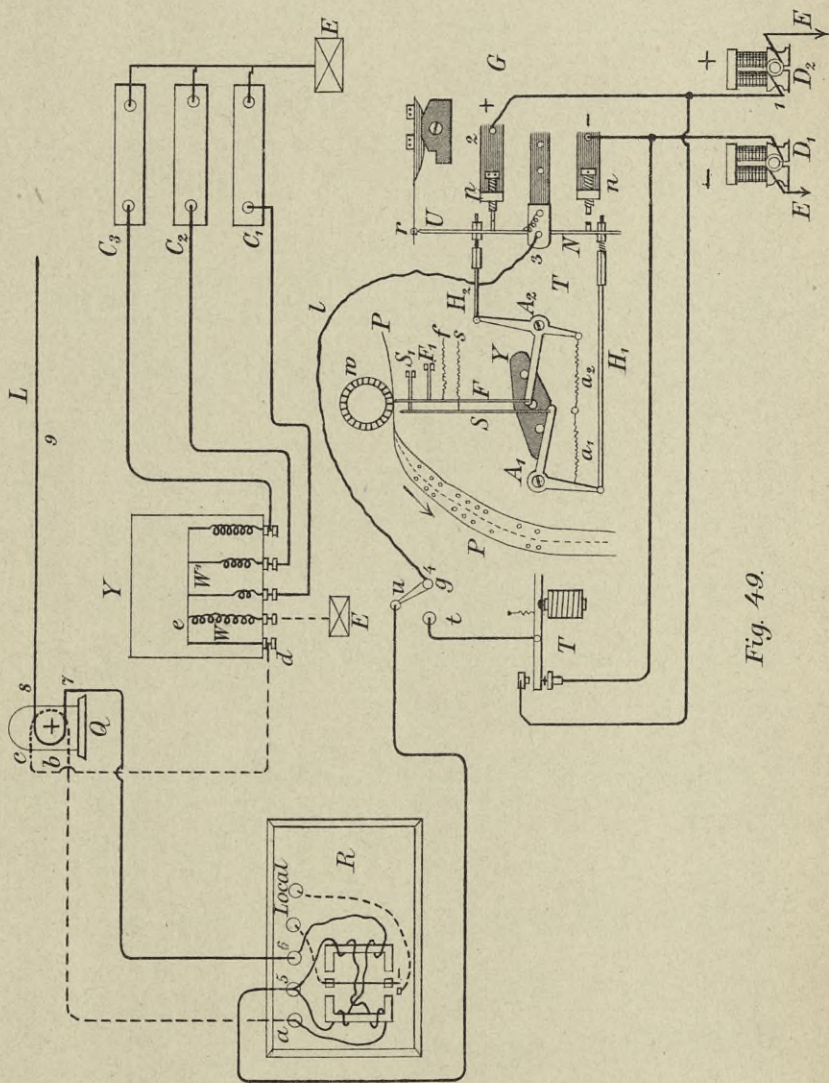 R
Local
a
5
6
Q
b
c
7
8
L
9
Y
e
W
W¹
d
E
C₃
C₂
C₁
E
u
4
g
t
l
T
P
P
w
S₁
F₁
f
s
S
F
Y
A₁
A₂
a₁
a₂
H₂
H₁
T
r
U
N
3
n
2
+
n
-
G
-
D₁
E
+
D₂
1
E
Fig. 49.